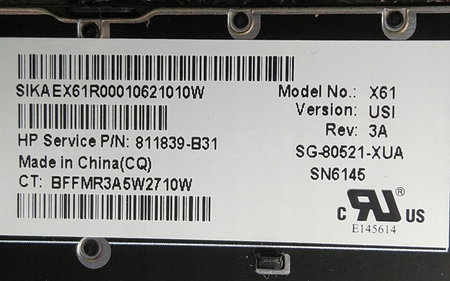 SIKAEX61R00010621010W
HP Service P/N: 811839-B31
Made in China(CQ)
CT: BFFMR3A5W2710W
Model No.: X61
Version: USI
Rev: 3A
SG-80521-XUA
SN6145
C RU ® US
E145614